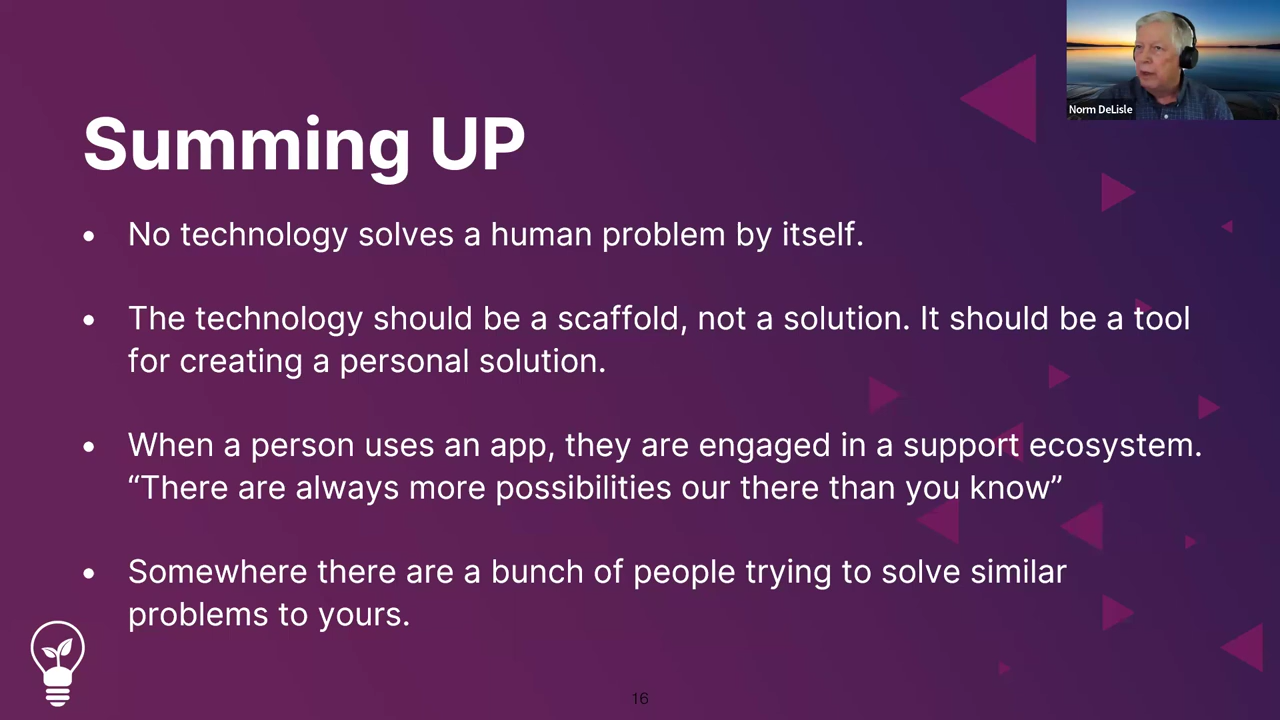 Norm DeLisle
Summing UP
• No technology solves a human problem by itself.
• The technology should be a scaffold, not a solution. It should be a tool
for creating a personal solution.
• When a person uses an app, they are engaged in a support ecosystem.
“There are always more possibilities our there than you know”
• Somewhere there are a bunch of people trying to solve similar
problems to yours.
16